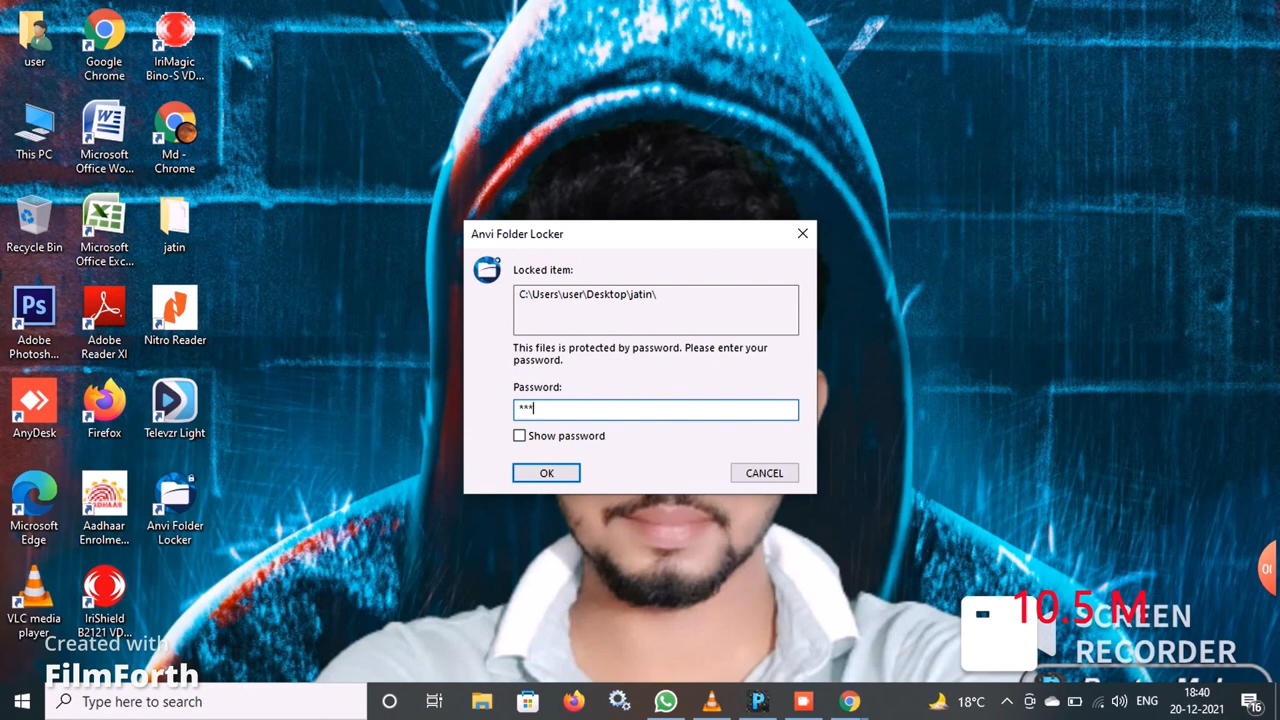 user
Google
Chrome
IriMagic
Bino-S VD...
This PC
Microsoft
Office Wo...
Md -
Chrome
Recycle Bin
Microsoft
Office Exc...
jatin
Ps
Adobe
Photosh...
Adobe
Reader XI
Nitro Reader
AnyDesk
Firefox
Televzr Light
Microsoft
Edge
AADHAAR
Aadhaar
Enrolme...
Anvi Folder
Locker
VLC media
player
IriShield
B2121 VD...
Anvi Folder Locker
Locked item:
C:\Users\user\Desktop\jatin\
This files is protected by password. Please enter your
password.
Password:
***
Show password
OK
CANCEL
Created with
FilmForth
10.5 M
SCREEN
RECORDER
Type here to search
18°C
ENG
18:40
20-12-2021
16